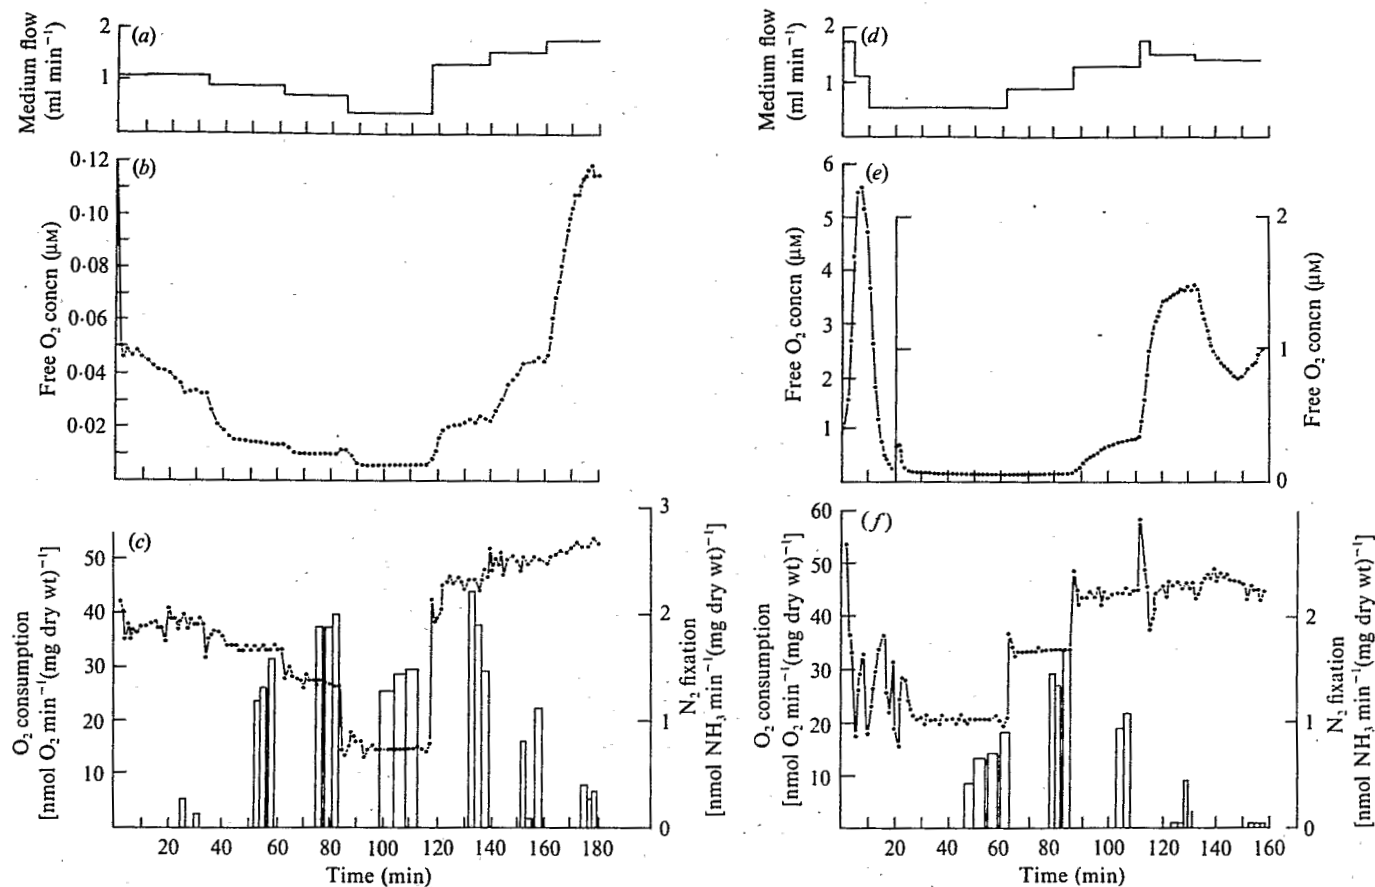 (a)
Medium flow
(ml min⁻¹)
2
1
(b)
Free O₂ concn (μM)
0·12
0·10
0·08
0·06
0·04
0·02
(c)
O₂ consumption
[nmol O₂ min⁻¹(mg dry wt)⁻¹]
50
40
30
20
10
3
2
1
0
N₂ fixation
[nmol NH₃ min⁻¹(mg dry wt)⁻¹]
20 40 60 80 100 120 140 160 180
Time (min)
(d)
Medium flow
(ml min⁻¹)
2
1
(e)
Free O₂ concn (μM)
6
5
4
3
2
1
2
1
0
Free O₂ concn (μM)
(f)
O₂ consumption
[nmol O₂ min⁻¹(mg dry wt)⁻¹]
60
50
40
30
20
10
2
1
0
N₂ fixation
[nmol NH₃ min⁻¹(mg dry wt)⁻¹]
20 40 60 80 100 120 140 160
Time (min)